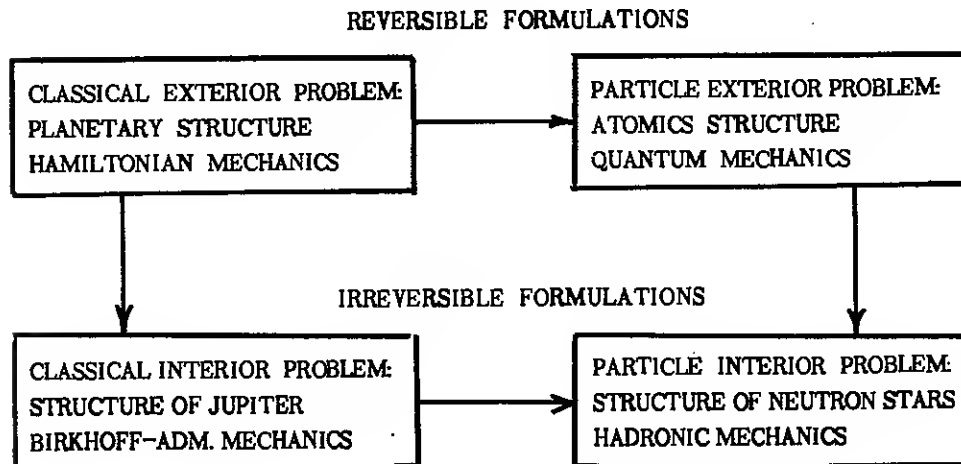 REVERSIBLE FORMULATIONS
CLASSICAL EXTERIOR PROBLEM:
PLANETARY STRUCTURE
HAMILTONIAN MECHANICS
PARTICLE EXTERIOR PROBLEM:
ATOMICS STRUCTURE
QUANTUM MECHANICS
IRREVERSIBLE FORMULATIONS
CLASSICAL INTERIOR PROBLEM:
STRUCTURE OF JUPITER
BIRKHOFF-ADM. MECHANICS
PARTICLE INTERIOR PROBLEM:
STRUCTURE OF NEUTRON STARS
HADRONIC MECHANICS